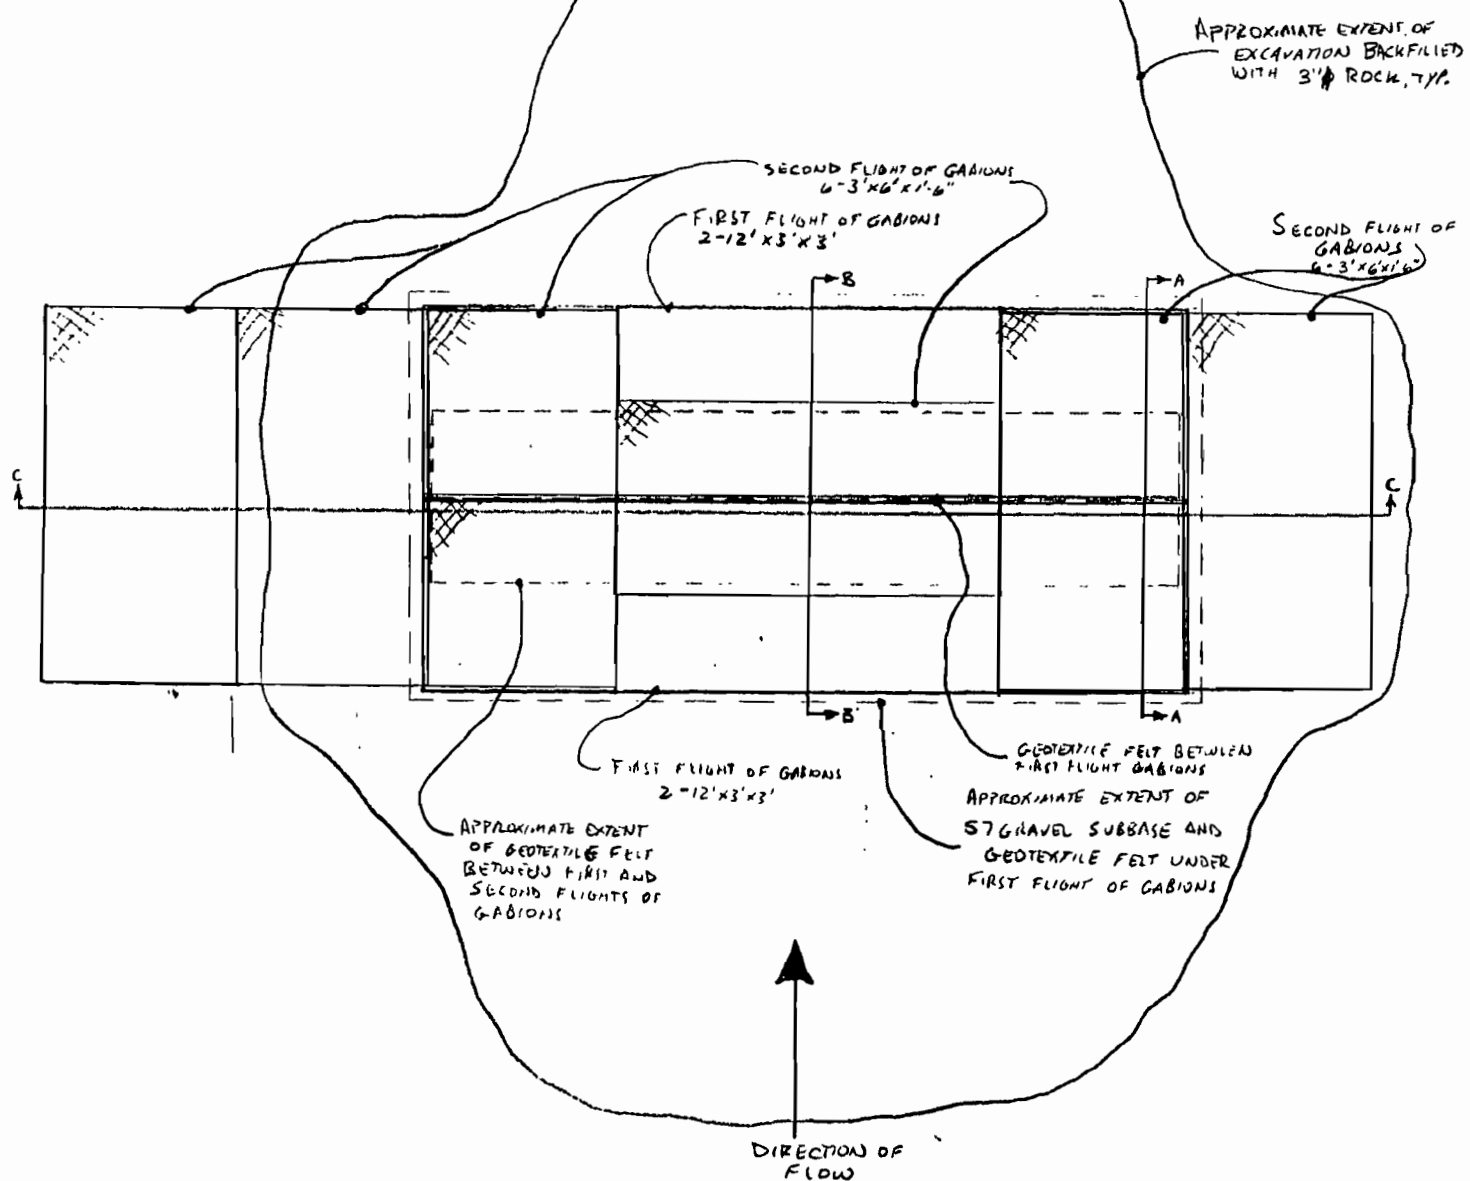 APPROXIMATE EXTENT OF
EXCAVATION BACKFILLED
WITH 3"φ ROCK, TYP.
SECOND FLIGHT OF GABIONS
6-3'x6'x1'-6"
FIRST FLIGHT OF GABIONS
2-12'x3'x3'
SECOND FLIGHT OF
GABIONS
6-3'x6'x1'6"
B
A
C
C
B
A
GEOTEXTILE FELT BETWEEN
FIRST FLIGHT GABIONS
FIRST FLIGHT OF GABIONS
2-12'x3'x3'
APPROXIMATE EXTENT OF
57 GRAVEL SUBBASE AND
GEOTEXTILE FELT UNDER
FIRST FLIGHT OF GABIONS
APPROXIMATE EXTENT
OF GEOTEXTILE FELT
BETWEEN FIRST AND
SECOND FLIGHTS OF
GABIONS
DIRECTION OF
FLOW